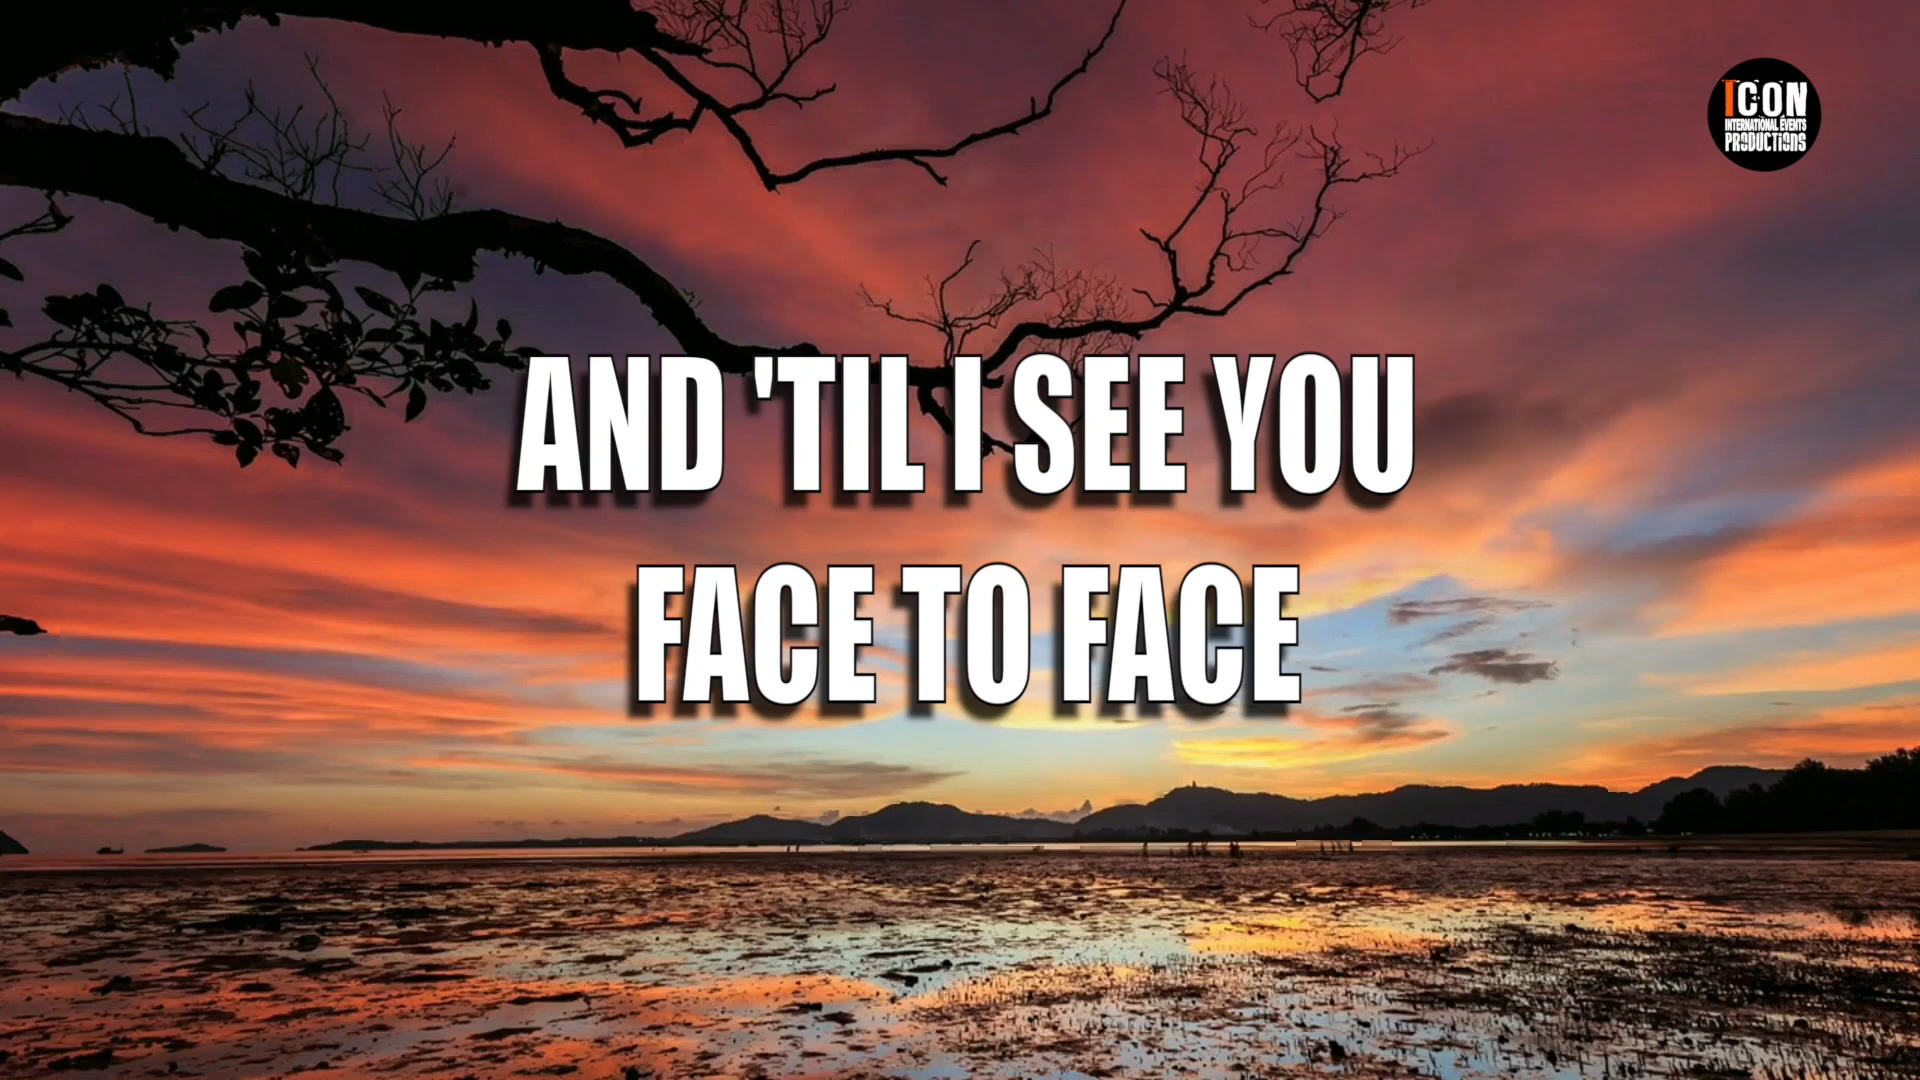 ICON
INTERNATIONAL EVENTS
PRODUCTIONS
AND 'TIL I SEE YOU
FACE TO FACE